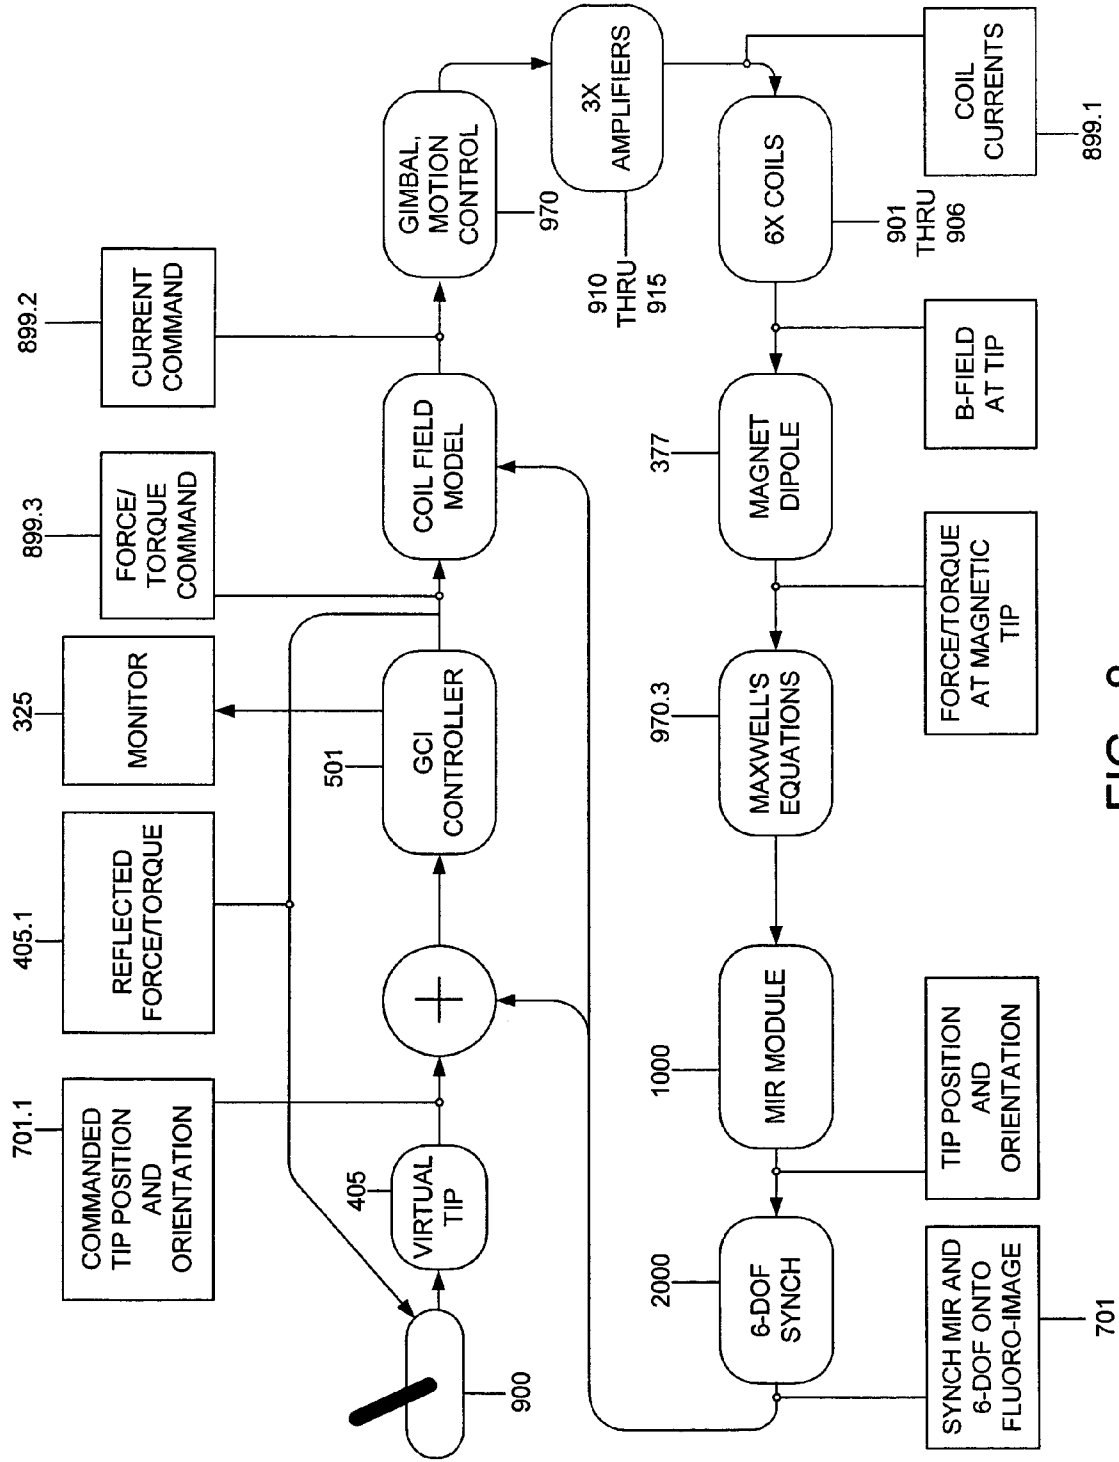 701.1
COMMANDED
TIP POSITION
AND
ORIENTATION
405.1
REFLECTED
FORCE/TORQUE
325
MONITOR
899.3
FORCE/
TORQUE
COMMAND
899.2
CURRENT
COMMAND
900
405
VIRTUAL
TIP
501
GCI
CONTROLLER
COIL FIELD
MODEL
GIMBAL,
MOTION
CONTROL
970
3X
AMPLIFIERS
910
THRU
915
2000
6-DOF
SYNCH
1000
MIR MODULE
970.3
MAXWELL'S
EQUATIONS
377
MAGNET
DIPOLE
6X COILS
901
THRU
906
SYNCH MIR AND
6-DOF ONTO
FLUORO-IMAGE
701
TIP POSITION
AND
ORIENTATION
FORCE/TORQUE
AT MAGNETIC
TIP
B-FIELD
AT TIP
COIL
CURRENTS
899.1
FIG.